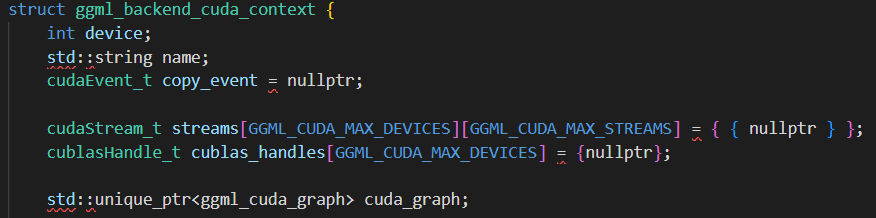 struct ggml_backend_cuda_context {
int device;
std::string name;
cudaEvent_t copy_event = nullptr;
cudaStream_t streams[GGML_CUDA_MAX_DEVICES][GGML_CUDA_MAX_STREAMS] = { { nullptr } };
cublasHandle_t cublas_handles[GGML_CUDA_MAX_DEVICES] = {nullptr};
std::unique_ptr<ggml_cuda_graph> cuda_graph;